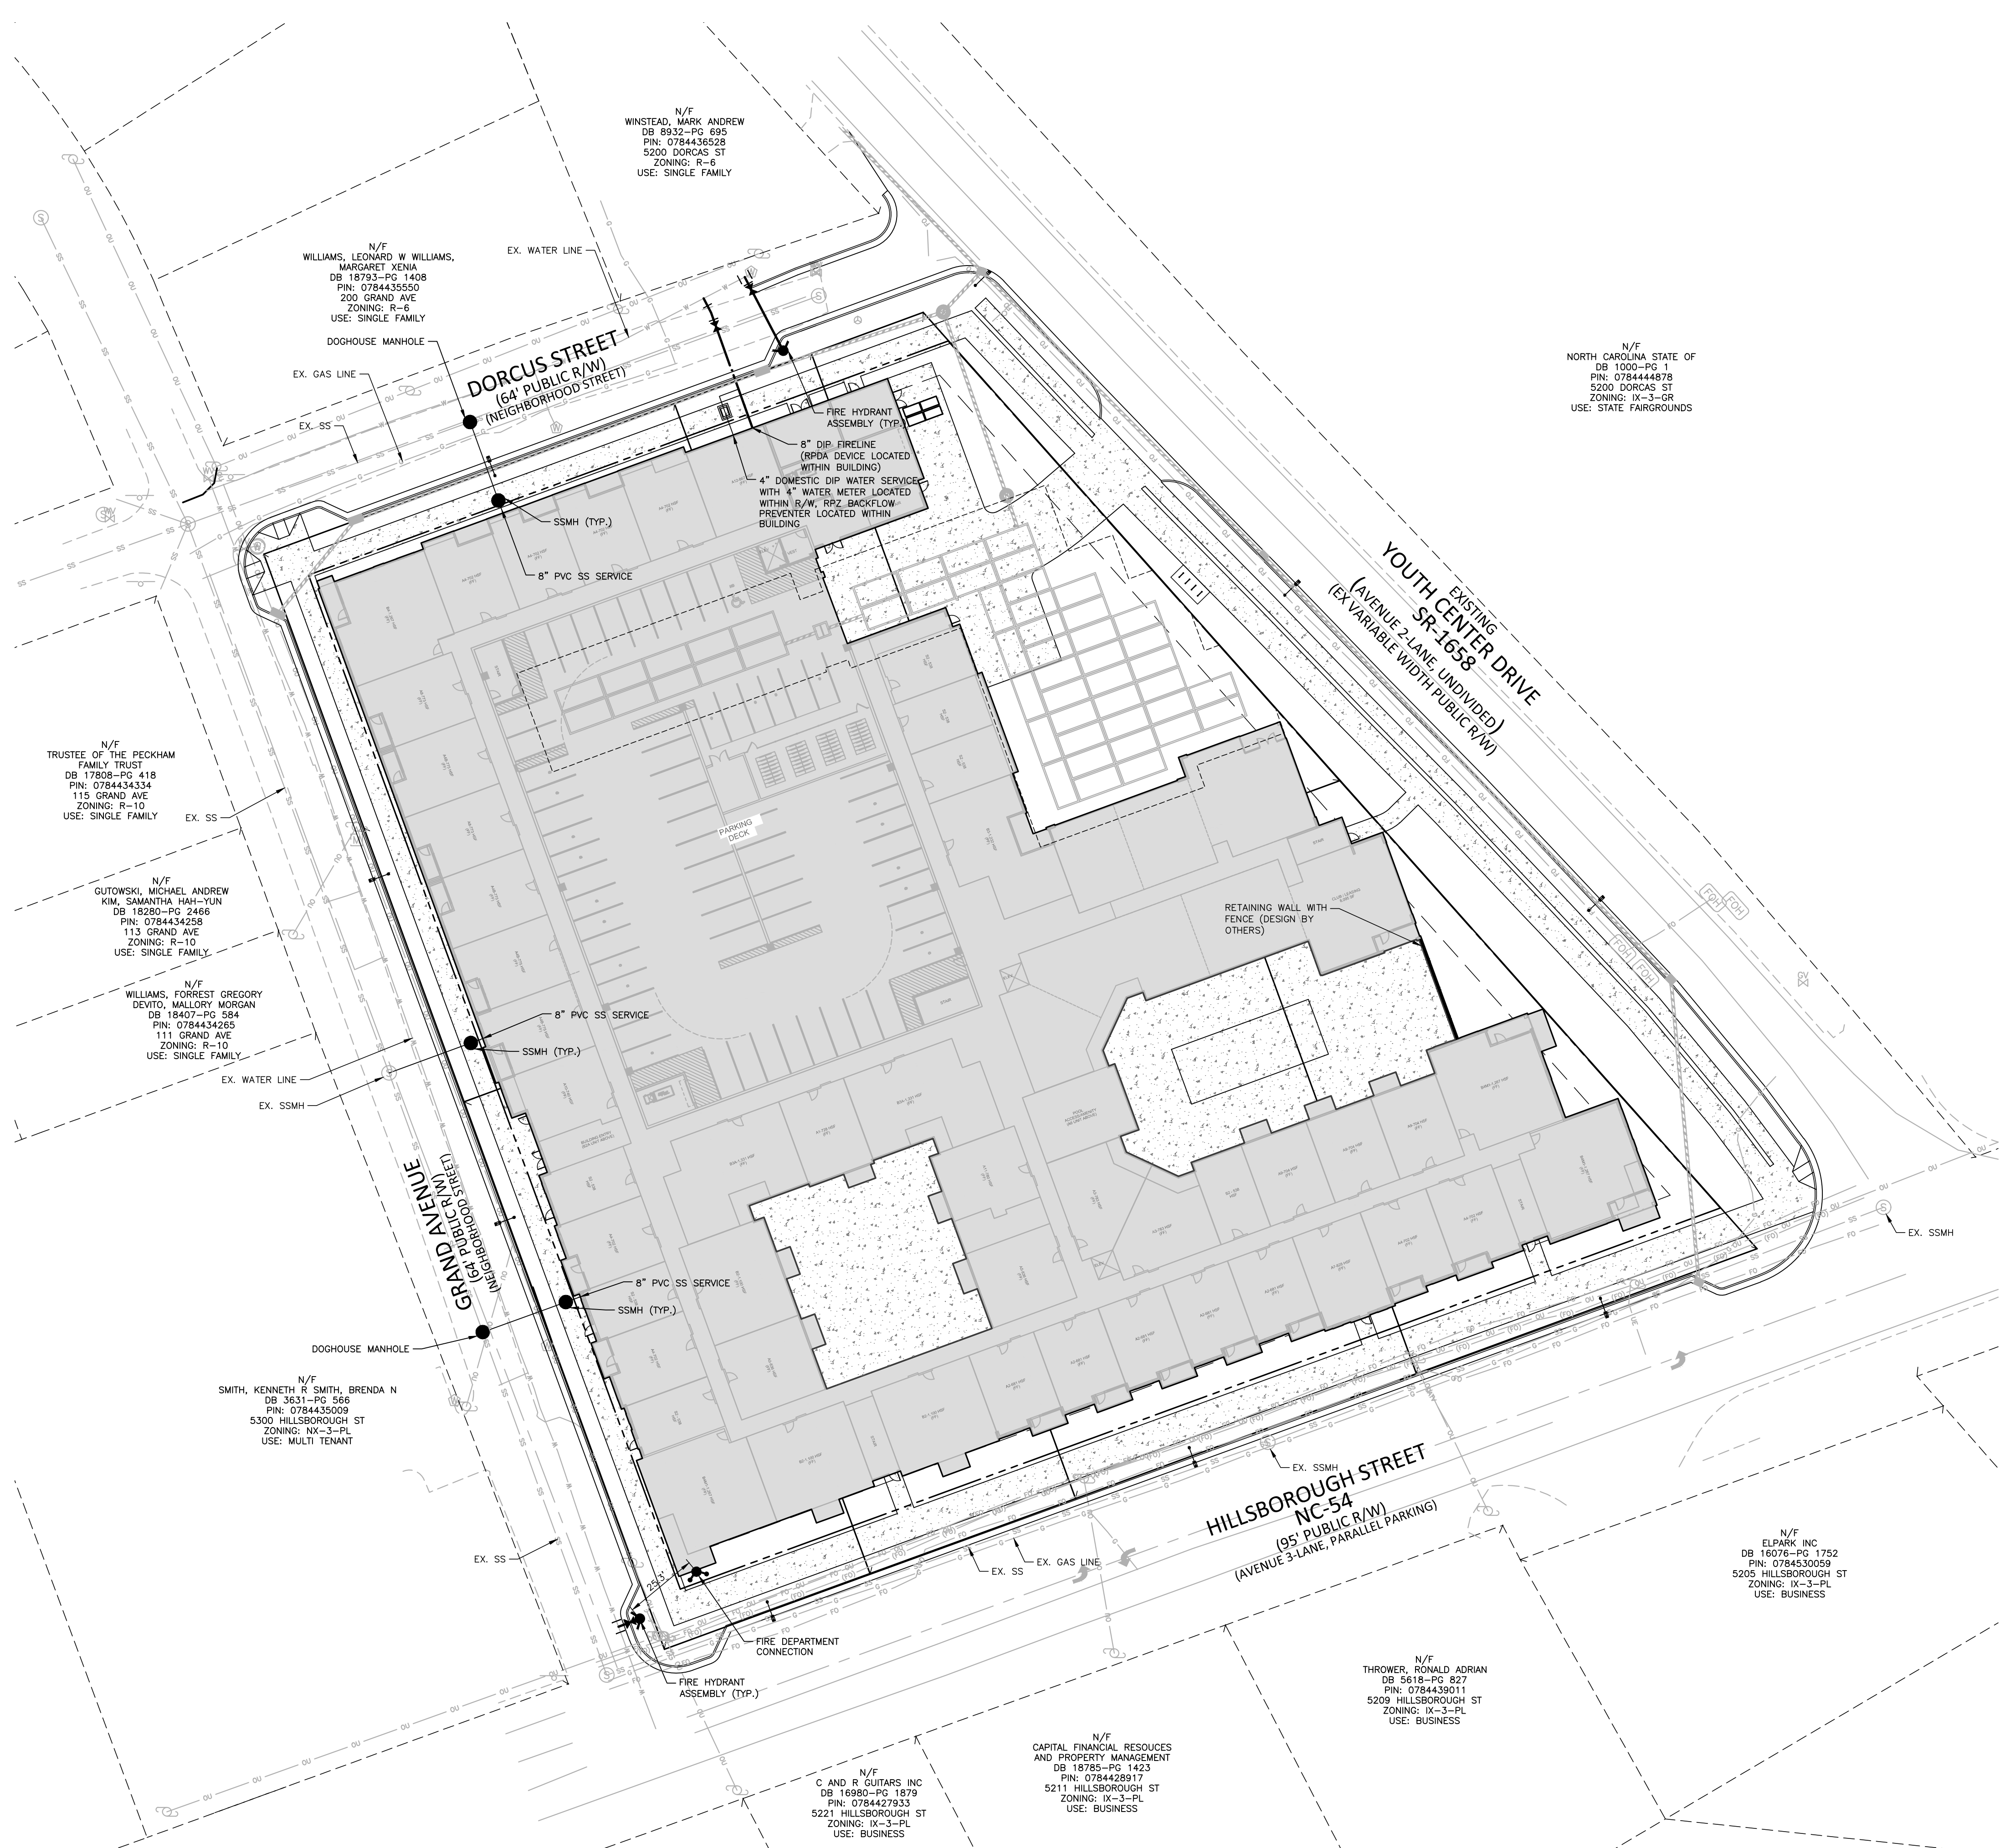 N/F
WINSTEAD, MARK ANDREW
DB 8932-PG 695
PIN: 0784436528
5200 DORCAS ST
ZONING: R-6
USE: SINGLE FAMILY
N/F
WILLIAMS, LEONARD W WILLIAMS,
MARGARET XENIA
DB 18793-PG 1408
PIN: 0784435550
200 GRAND AVE
ZONING: R-6
USE: SINGLE FAMILY
EX. WATER LINE
DOGHOUSE MANHOLE
EX. GAS LINE
EX. SS
DORCUS STREET
(64' PUBLIC R/W)
(NEIGHBORHOOD STREET)
N/F
NORTH CAROLINA STATE OF
DB 1000-PG 1
PIN: 0784444878
5200 DORCAS ST
ZONING: IX-3-GR
USE: STATE FAIRGROUNDS
FIRE HYDRANT
ASSEMBLY (TYP.)
8" DIP FIRELINE
(RPDA DEVICE LOCATED
WITHIN BUILDING)
4" DOMESTIC DIP WATER SERVICE
WITH 4" WATER METER LOCATED
WITHIN R/W, RPZ BACKFLOW
PREVENTER LOCATED WITHIN
BUILDING
SSMH (TYP.)
8" PVC SS SERVICE
EXISTING
YOUTH CENTER DRIVE
SR-1658
(AVENUE 2-LANE, UNDIVIDED)
(EX VARIABLE WIDTH PUBLIC R/W)
N/F
TRUSTEE OF THE PECKHAM
FAMILY TRUST
DB 17808-PG 418
PIN: 0784434334
115 GRAND AVE
ZONING: R-10
USE: SINGLE FAMILY
EX. SS
PARKING
DECK
N/F
GUTOWSKI, MICHAEL ANDREW
KIM, SAMANTHA HAH-YUN
DB 18280-PG 2466
PIN: 0784434258
113 GRAND AVE
ZONING: R-10
USE: SINGLE FAMILY
RETAINING WALL WITH
FENCE (DESIGN BY
OTHERS)
N/F
WILLIAMS, FORREST GREGORY
DEVITO, MALLORY MORGAN
DB 18407-PG 584
PIN: 0784434265
111 GRAND AVE
ZONING: R-10
USE: SINGLE FAMILY
8" PVC SS SERVICE
SSMH (TYP.)
EX. WATER LINE
EX. SSMH
GRAND AVENUE
(64' PUBLIC R/W)
(NEIGHBORHOOD STREET)
EX. SSMH
8" PVC SS SERVICE
SSMH (TYP.)
DOGHOUSE MANHOLE
N/F
SMITH, KENNETH R SMITH, BRENDA N
DB 3631-PG 566
PIN: 0784435009
5300 HILLSBOROUGH ST
ZONING: NX-3-PL
USE: MULTI TENANT
EX. SSMH
HILLSBOROUGH STREET
NC-54
(95' PUBLIC R/W)
(AVENUE 3-LANE, PARALLEL PARKING)
EX. SS
EX. GAS LINE
EX. SS
25.3'
FIRE DEPARTMENT
CONNECTION
FIRE HYDRANT
ASSEMBLY (TYP.)
N/F
ELPARK INC
DB 16076-PG 1752
PIN: 0784530059
5205 HILLSBOROUGH ST
ZONING: IX-3-PL
USE: BUSINESS
N/F
THROWER, RONALD ADRIAN
DB 5618-PG 827
PIN: 0784439011
5209 HILLSBOROUGH ST
ZONING: IX-3-PL
USE: BUSINESS
N/F
CAPITAL FINANCIAL RESOUCES
AND PROPERTY MANAGEMENT
DB 18785-PG 1423
PIN: 0784428917
5211 HILLSBOROUGH ST
ZONING: IX-3-PL
USE: BUSINESS
N/F
C AND R GUITARS INC
DB 16980-PG 1879
PIN: 0784427933
5221 HILLSBOROUGH ST
ZONING: IX-3-PL
USE: BUSINESS